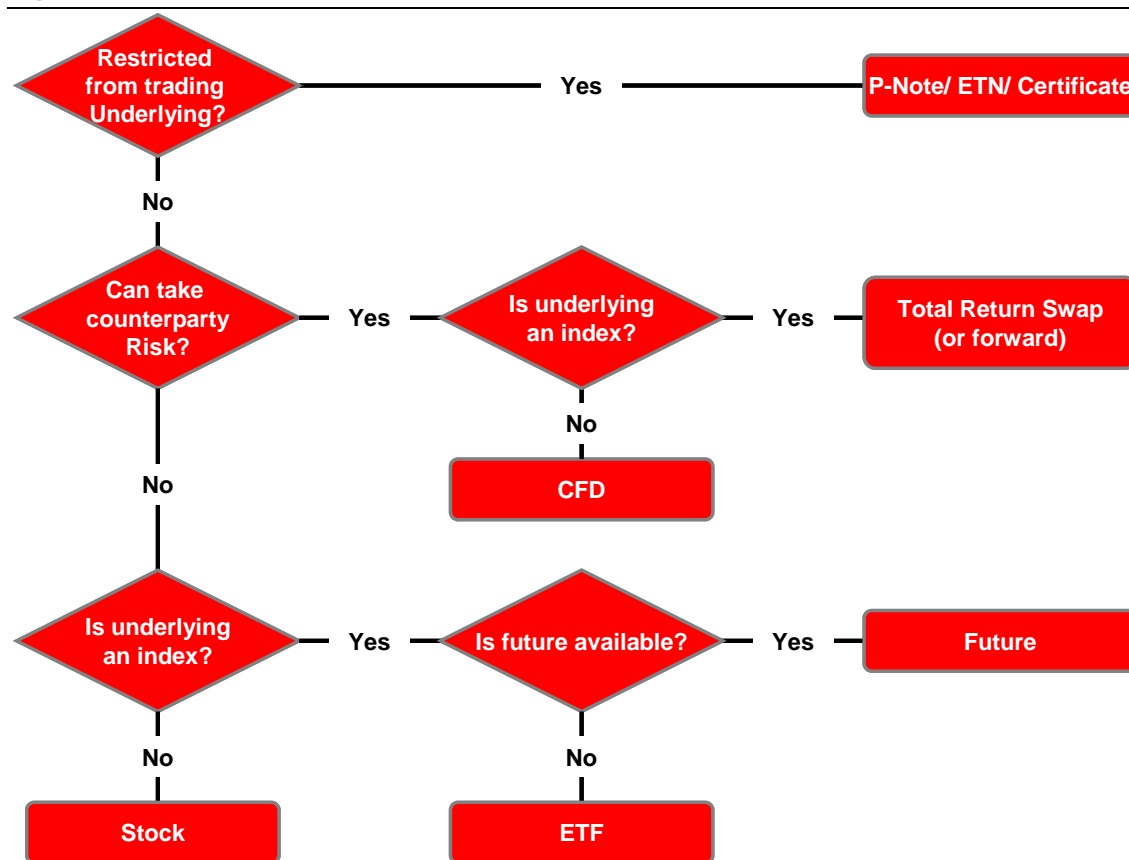 Restricted
from trading
Underlying?
Yes
P-Note/ ETN/ Certificate
No
Can take
counterparty
Risk?
Yes
Is underlying
an index?
Yes
Total Return Swap
(or forward)
No
CFD
No
Is underlying
an index?
Yes
Is future available?
Yes
Future
No
No
Stock
ETF